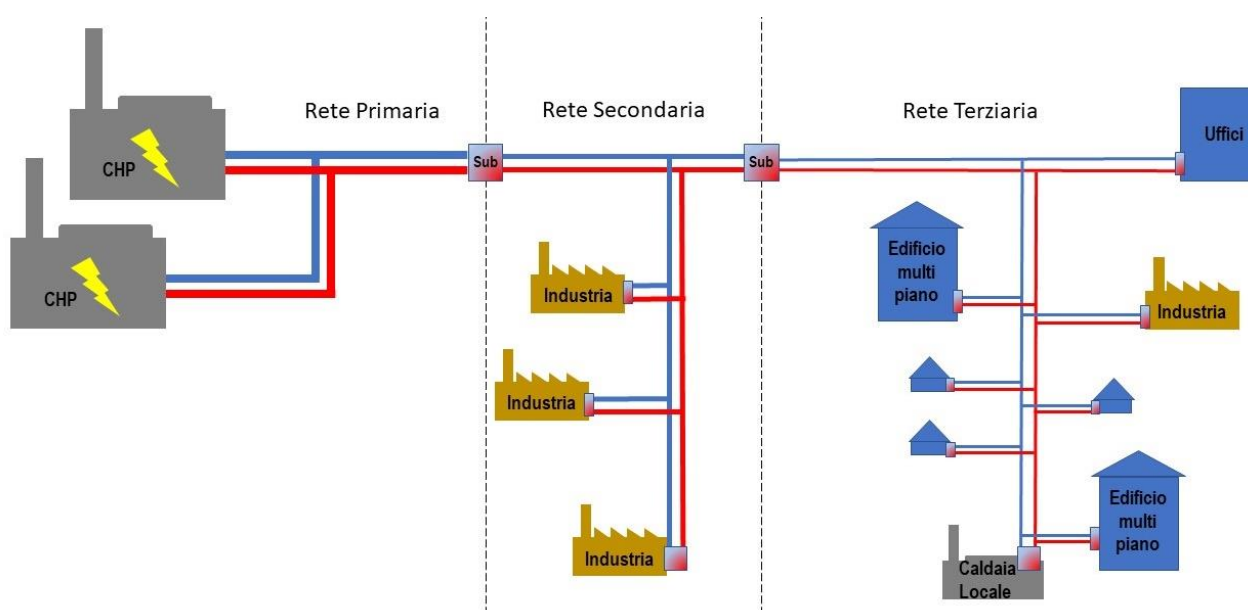 Rete Primaria
Rete Secondaria
Rete Terziaria
CHP
CHP
Sub
Sub
Uffici
Industria
Industria
Industria
Edificio
multi
piano
Industria
Edificio
multi
piano
Caldaia
Locale